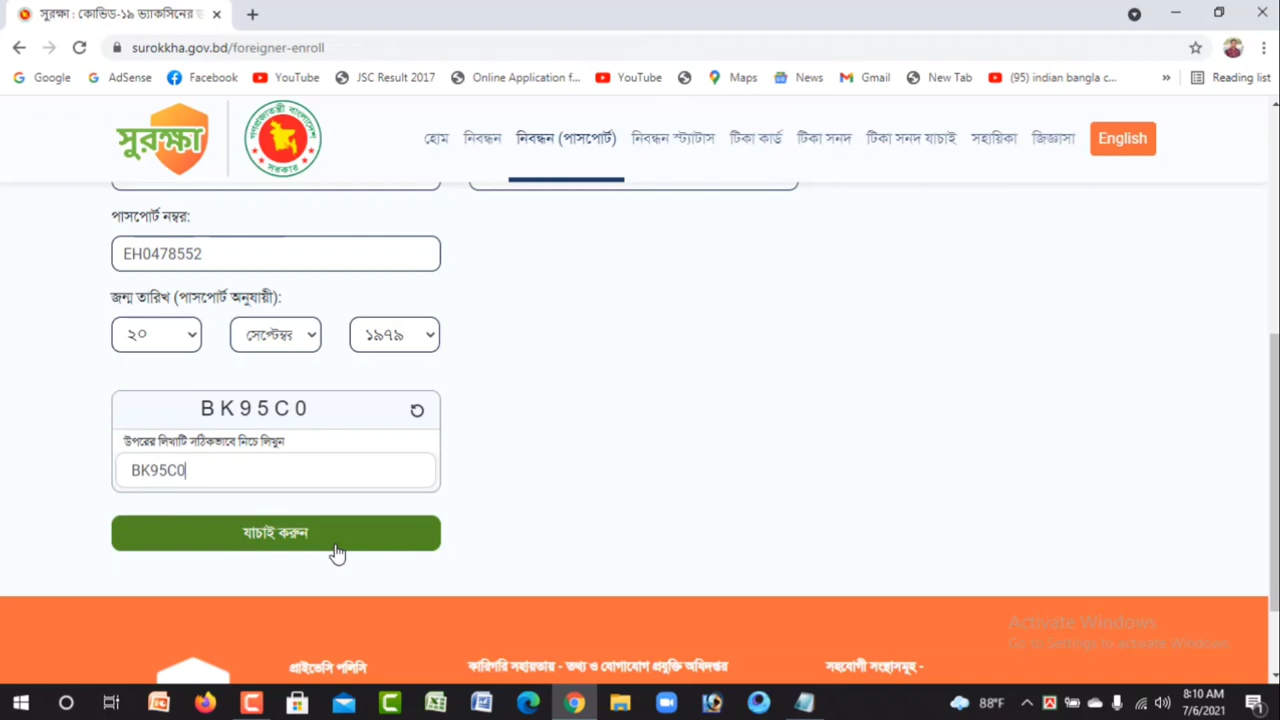 সুরক্ষা : কোভিড-১৯ ভ্যাকসিনের
surokkha.gov.bd/foreigner-enroll
Google AdSense Facebook YouTube JSC Result 2017 Online Application f... YouTube Maps News Gmail New Tab (95) indian bangla c... » Reading list
সুরক্ষা
হোম নিবন্ধন নিবন্ধন (পাসপোর্ট) নিবন্ধন স্ট্যাটাস টিকা কার্ড টিকা সনদ টিকা সনদ যাচাই সহায়িকা জিজ্ঞাসা English
পাসপোর্ট নম্বর:
EH0478552
জন্ম তারিখ (পাসপোর্ট অনুযায়ী):
২০ সেপ্টেম্বর ১৯৭৯
BK95C0
উপরের লিখাটি সঠিকভাবে নিচে লিখুন
BK95C0
যাচাই করুন
Activate Windows
Go to Settings to activate Windows.
প্রাইভেসি পলিসি কারিগরি সহায়তায় - তথ্য ও যোগাযোগ প্রযুক্তি অধিদপ্তর সহযোগী সংস্থাসমূহ -
88°F
8:10 AM
7/6/2021